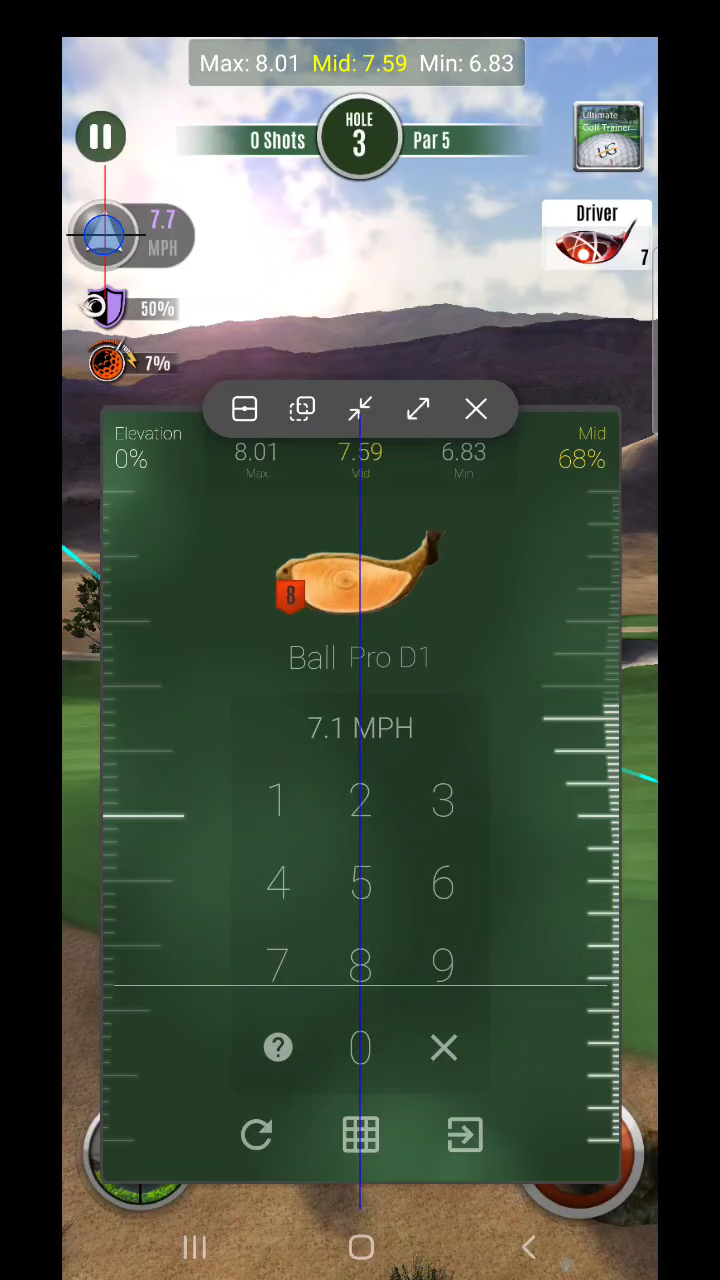 Max: 8.01 Mid: 7.59 Min: 6.83
HOLE
3
0 Shots
Par 5
Ultimate
Golf Trainer
UG
7.7
MPH
Driver
7
50%
7%
Elevation
0%
8.01
Max
7.59
Mid
6.83
Min
Mid
68%
8
Ball Pro D1
7.1 MPH
1 2 3
4 5 6
7 8 9
?
0